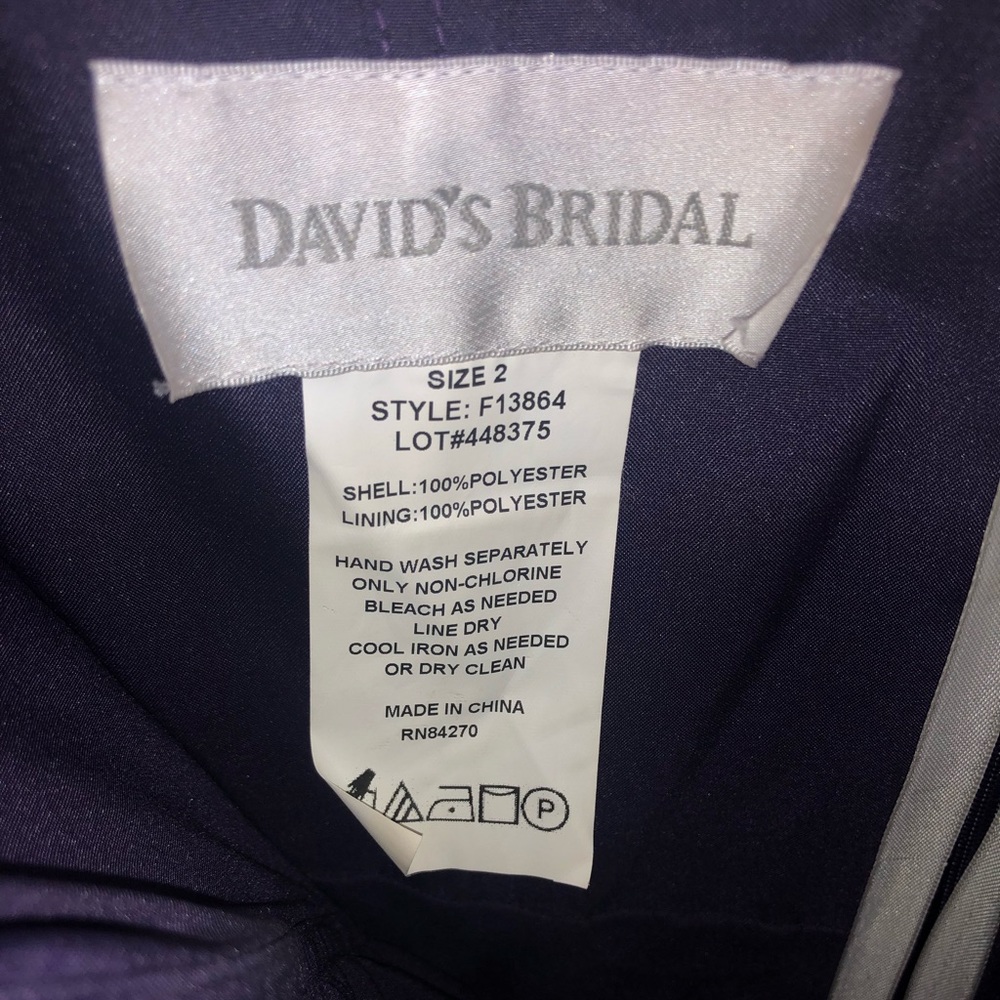 DAVID'S BRIDAL
SIZE 2
STYLE: F13864
LOT#448375
SHELL:100%POLYESTER
LINING:100%POLYESTER
HAND WASH SEPARATELY
ONLY NON-CHLORINE
BLEACH AS NEEDED
LINE DRY
COOL IRON AS NEEDED
OR DRY CLEAN
MADE IN CHINA
RN84270
P